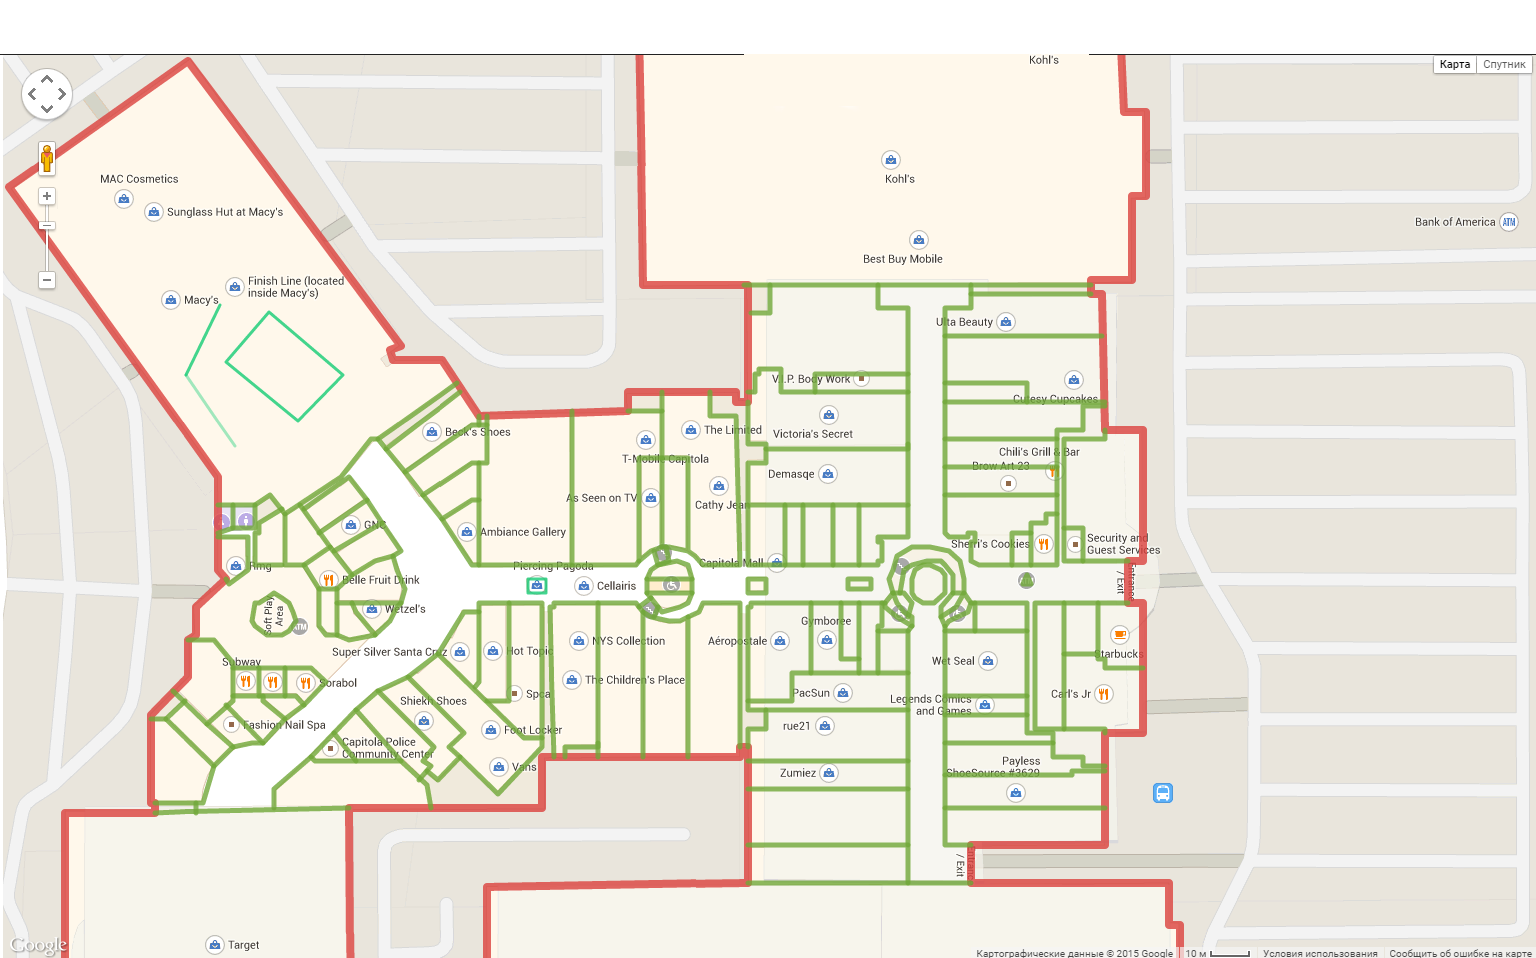 Kohl's
Карта
Спутник
Kohl's
MAC Cosmetics
Sunglass Hut at Macy's
Bank of America
ATM
Best Buy Mobile
Finish Line (located
inside Macy's)
Macy's
Ulta Beauty
V.I.P. Body Work
Cutesy Cupcakes
Beck's Shoes
The Limited
Victoria's Secret
T-Mobile Capitola
Chili's Grill & Bar
Brow Art 23
Demasqe
As Seen on TV
Cathy Jean
GNC
Ambiance Gallery
Sherri's Cookies
Security and
Guest Services
Capitola Mall
Piercing Pagoda
Rmg
Belle Fruit Drink
Cellairis
Entrance
/ Exit
Wetzel's
Soft Play
Area
ATM
Gymboree
Super Silver Santa Cruz
Hot Topic
NYS Collection
Aéropostale
Starbucks
Subway
Wet Seal
Sorabol
The Children's Place
Spca
PacSun
Carl's Jr
Shiekh Shoes
Legends Comics
and Games
Fashion Nail Spa
Foot Locker
rue21
Capitola Police
Community Center
Vans
Zumiez
Payless
ShoeSource #3629
Entrance
/ Exit
Target
Google
Картографические данные © 2015 Google
10 м
Условия использования
Сообщить об ошибке на карте